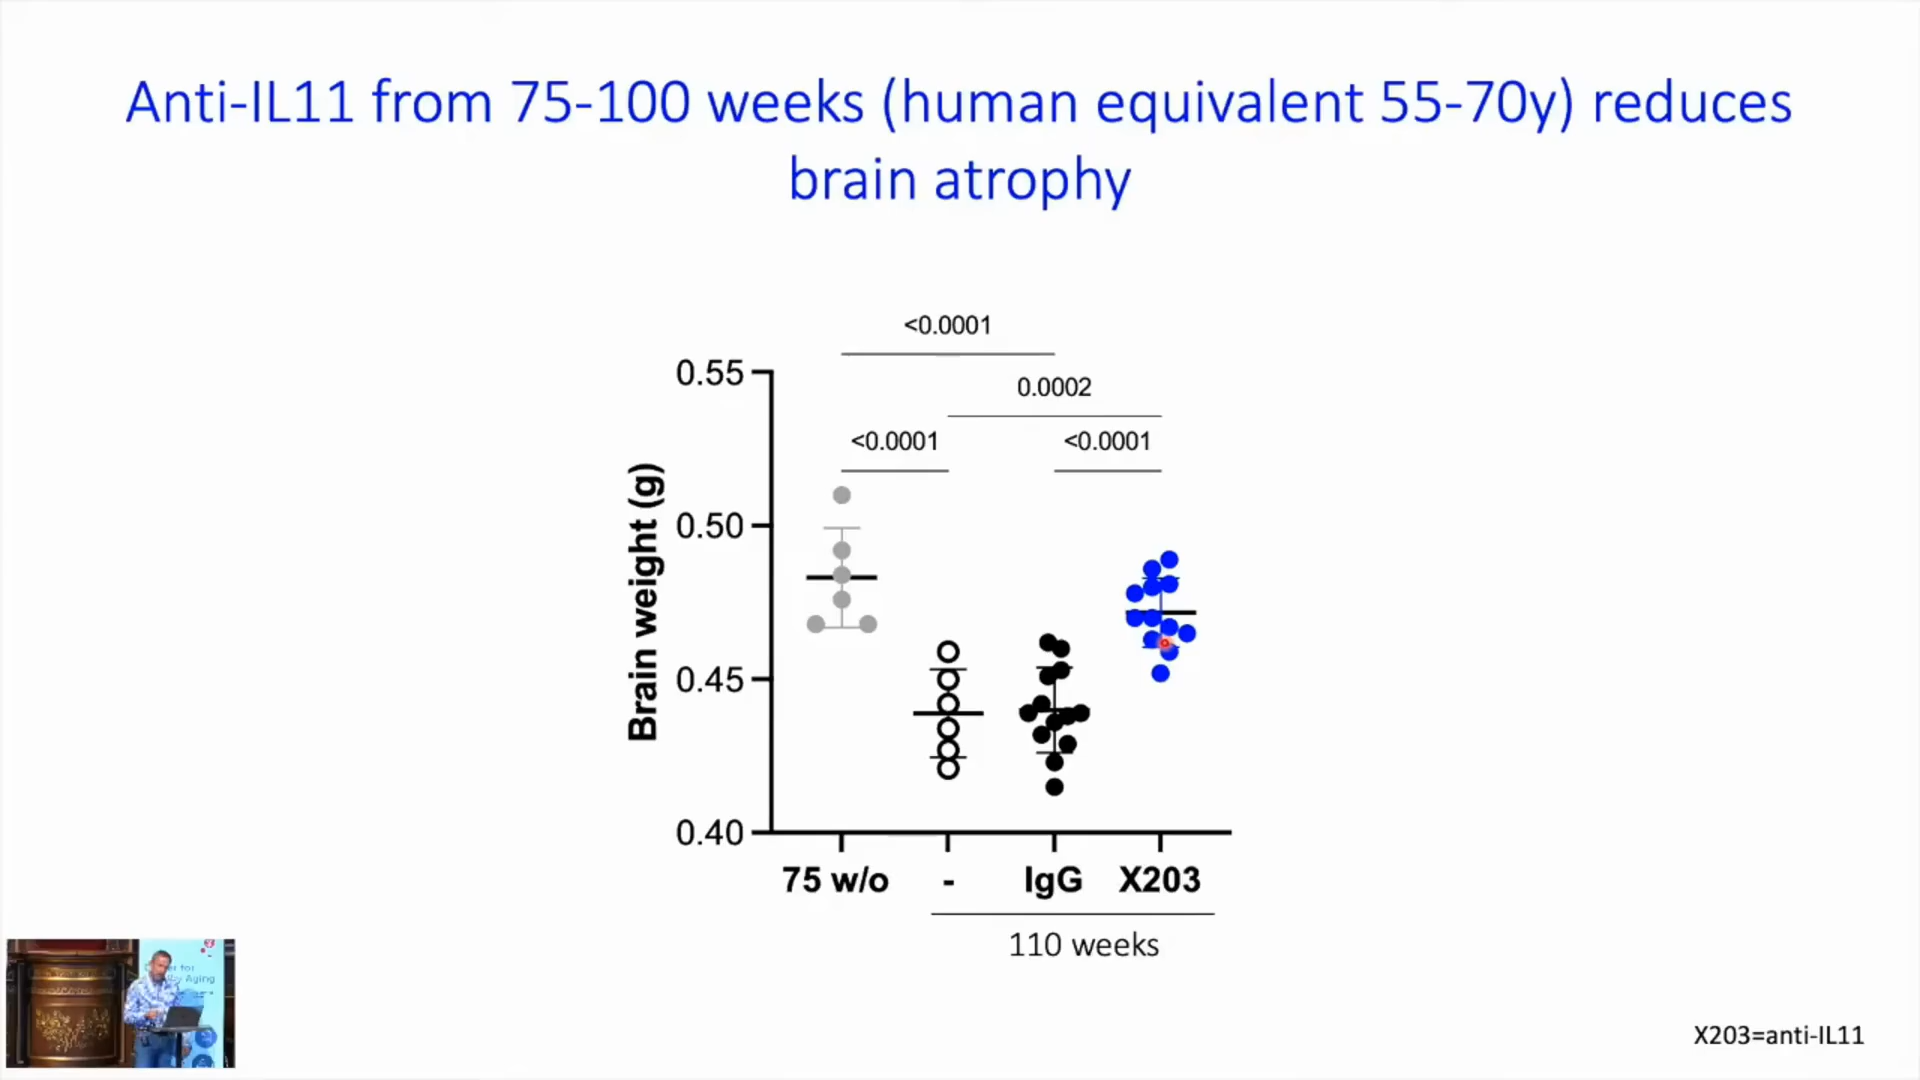 Anti-IL11 from 75-100 weeks (human equivalent 55-70y) reduces
brain atrophy
<0.0001
0.0002
<0.0001 <0.0001
Brain weight (g)
0.55
0.50
0.45
0.40
75 w/o - IgG X203
110 weeks
Aging
X203=anti-IL11